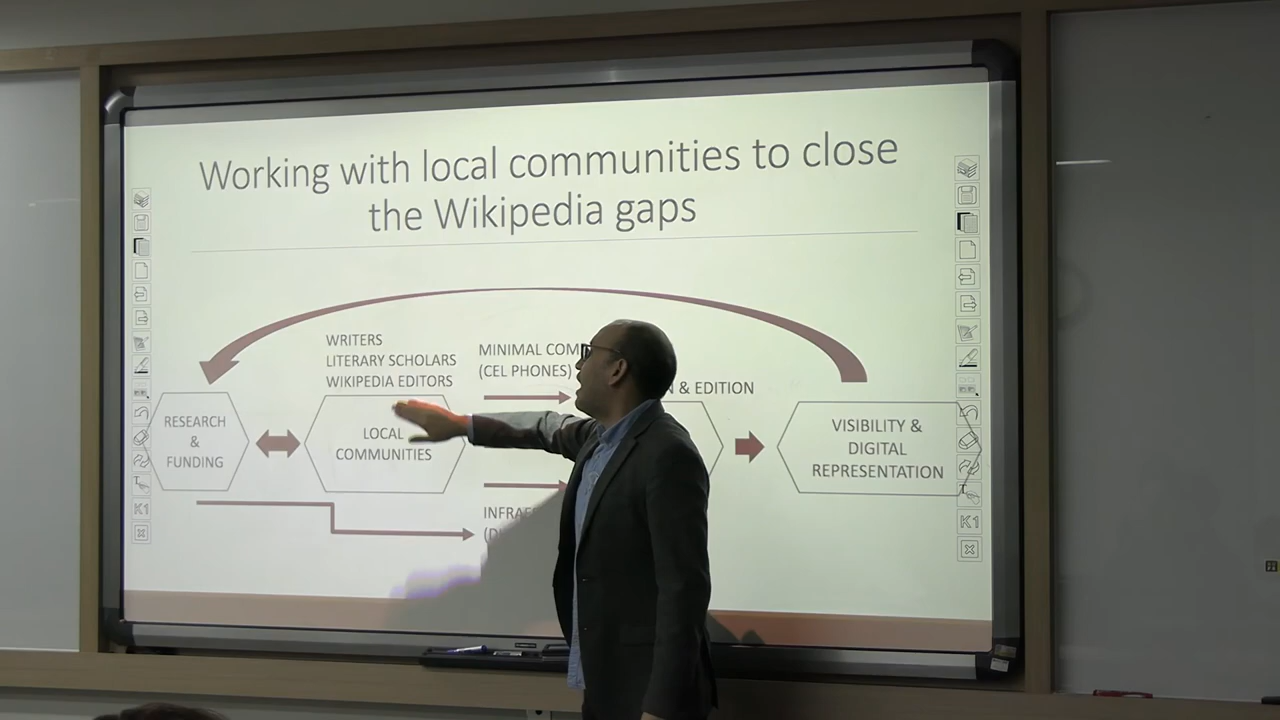 Working with local communities to close
the Wikipedia gaps
WRITERS
LITERARY SCHOLARS
WIKIPEDIA EDITORS
MINIMAL COM
(CEL PHONES)
N & EDITION
RESEARCH
&
FUNDING
LOCAL
COMMUNITIES
VISIBILITY &
DIGITAL
REPRESENTATION
INFRAES
K1
K1